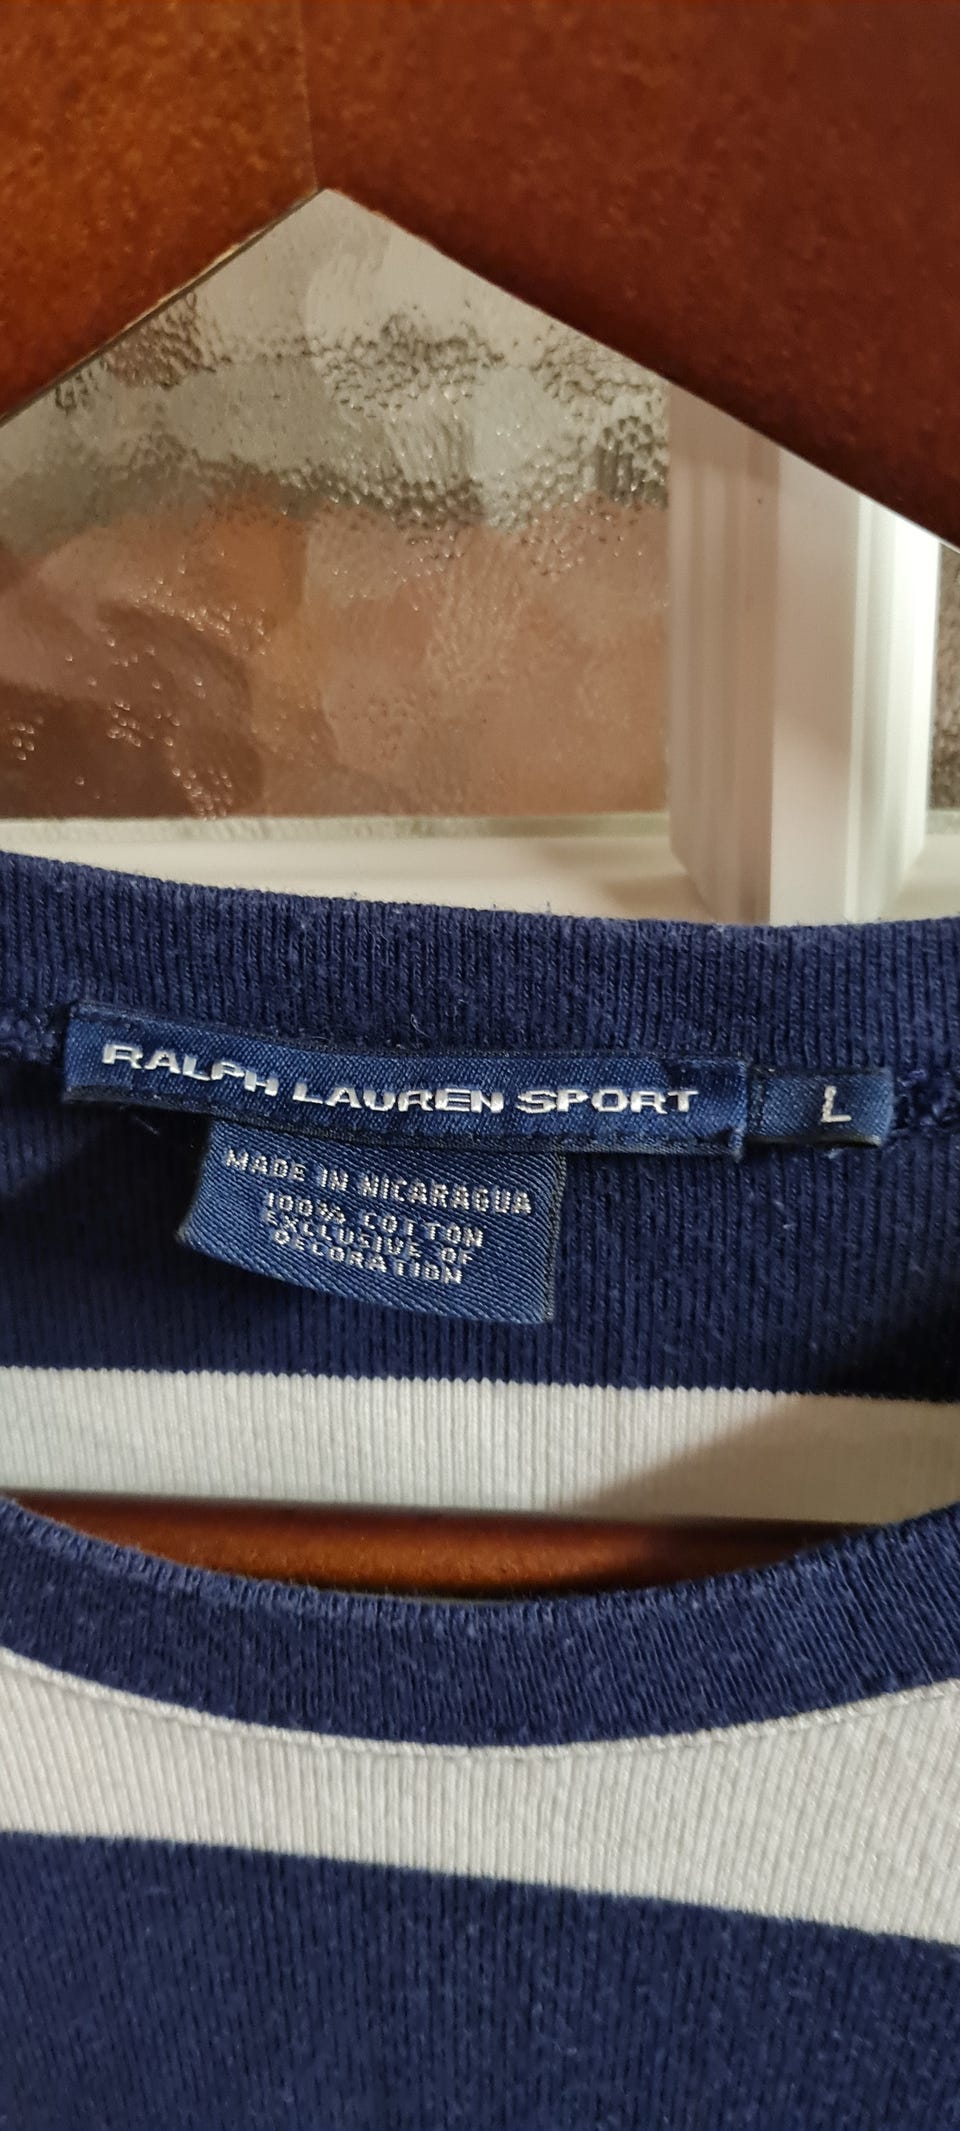 RALPH LAUREN SPORT L
MADE IN NICARAGUA
100% COTTON
EXCLUSIVE OF
DECORATION